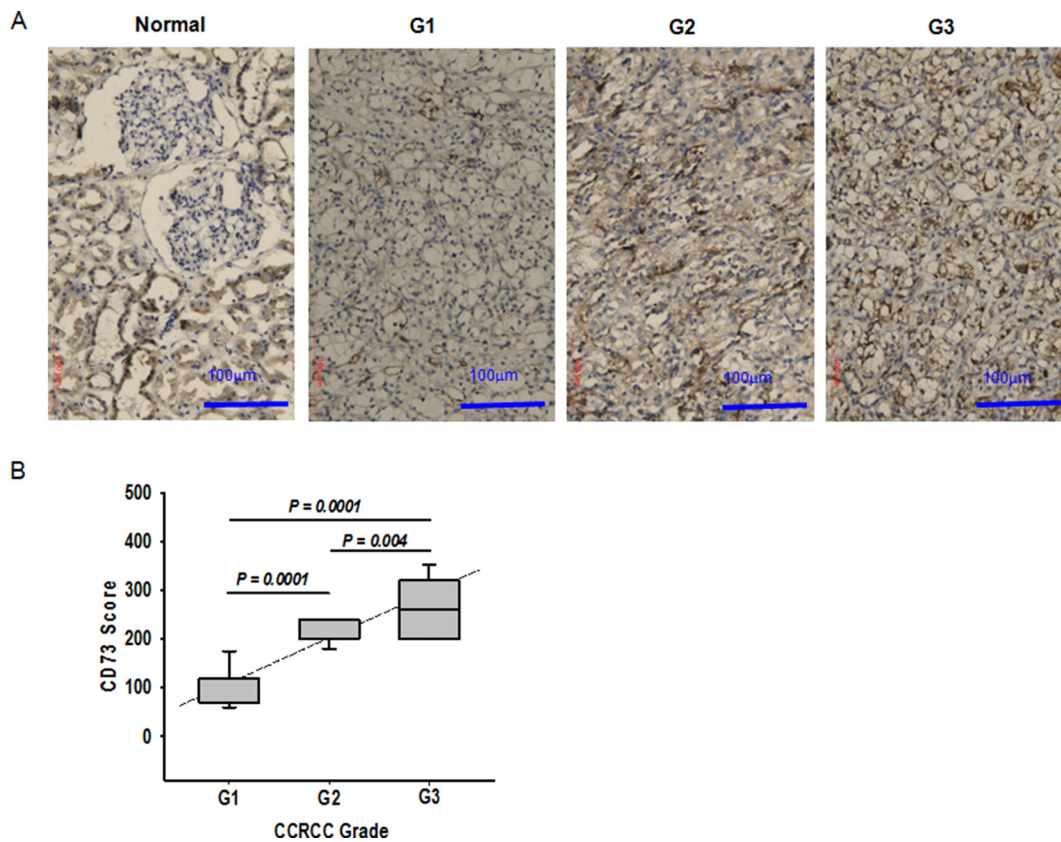 A
Normal
G1
G2
G3
100µm
100µm
100µm
100µm
B
500
400
300
200
100
0
CD73 Score
P = 0.0001
P = 0.004
P = 0.0001
G1
G2
G3
CCRCC Grade